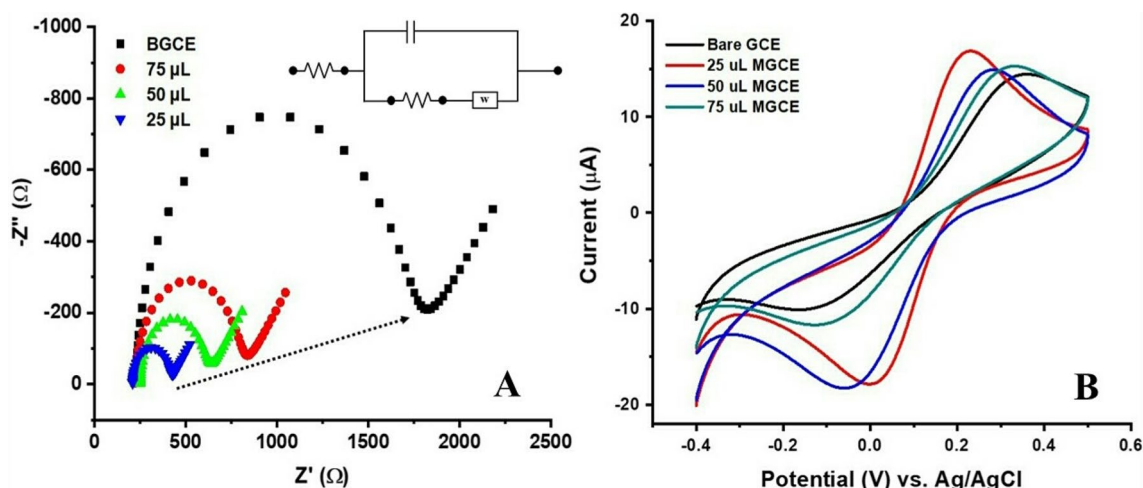 -1000
-800
-600
-400
-200
0
-Z'' (Ω)
BGCE
75 µL
50 µL
25 µL
w
A
0
500
1000
1500
2000
2500
Z' (Ω)
20
10
0
-10
-20
Current (µA)
Bare GCE
25 uL MGCE
50 uL MGCE
75 uL MGCE
B
-0.4
-0.2
0.0
0.2
0.4
0.6
Potential (V) vs. Ag/AgCl